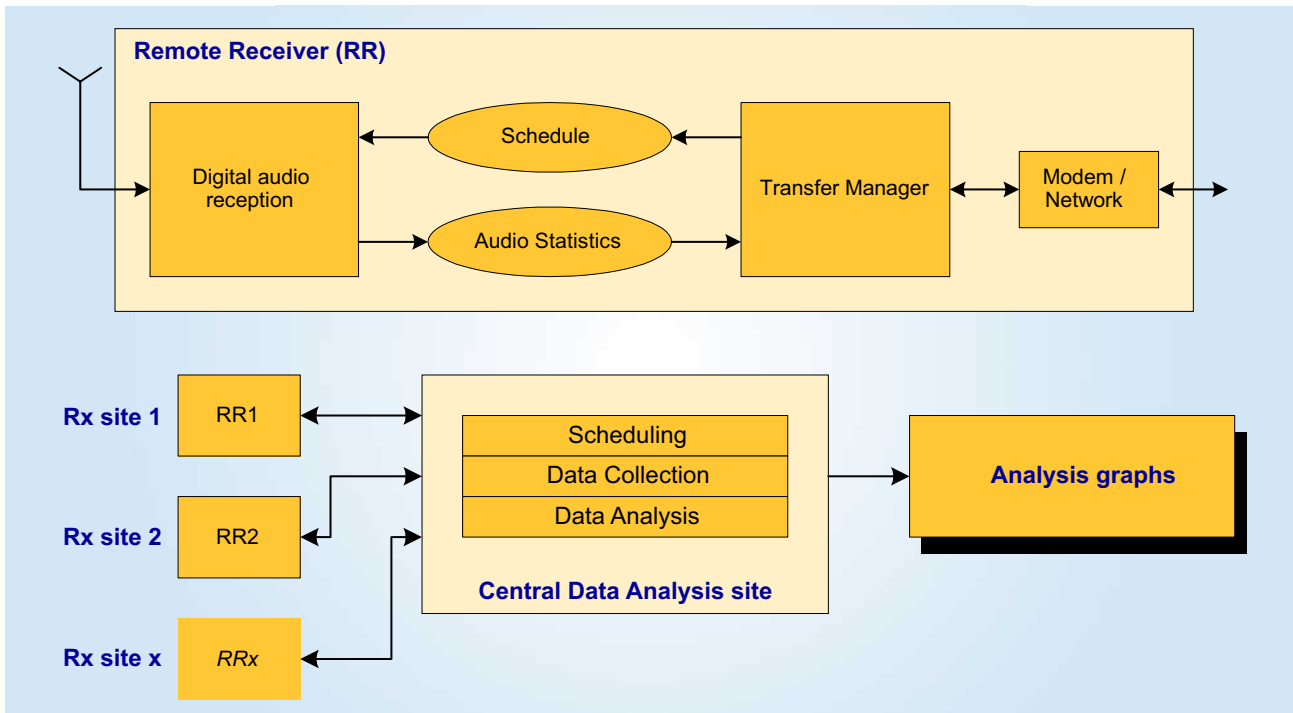 Remote Receiver (RR)
Digital audio
reception
Schedule
Audio Statistics
Transfer Manager
Modem /
Network
Rx site 1
RR1
Rx site 2
RR2
Rx site x
RRx
Scheduling
Data Collection
Data Analysis
Central Data Analysis site
Analysis graphs